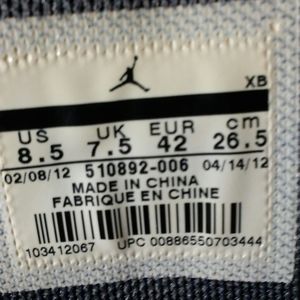 XB
US UK EUR cm
8.5 7.5 42 26.5
02/08/12 510892-006 04/14/12
MADE IN CHINA
FABRIQUE EN CHINE
103412067 UPC 00886550703444